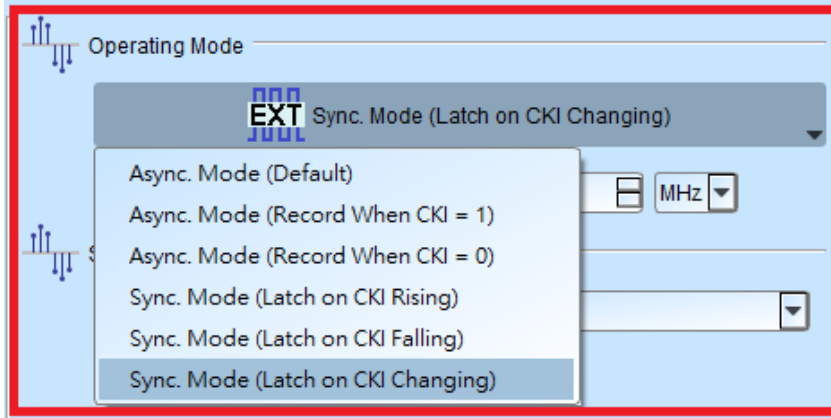 Operating Mode
EXT Sync. Mode (Latch on CKI Changing)
Async. Mode (Default)
Async. Mode (Record When CKI = 1)
MHz
Async. Mode (Record When CKI = 0)
Sync. Mode (Latch on CKI Rising)
Sync. Mode (Latch on CKI Falling)
Sync. Mode (Latch on CKI Changing)